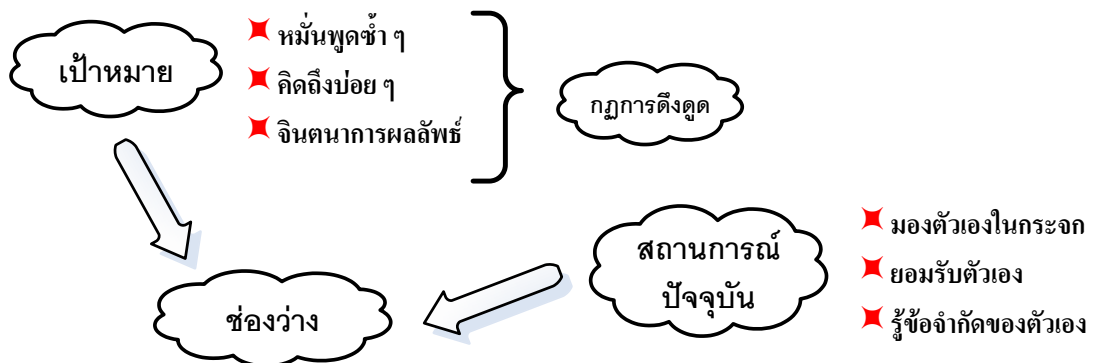 เป้าหมาย
หมั่นพูดซ้ำ ๆ
คิดถึงบ่อย ๆ
จินตนาการผลลัพธ์
กฏการดึงดูด
สถานการณ์
ปัจจุบัน
มองตัวเองในกระจก
ยอมรับตัวเอง
รู้ข้อจำกัดของตัวเอง
ช่องว่าง